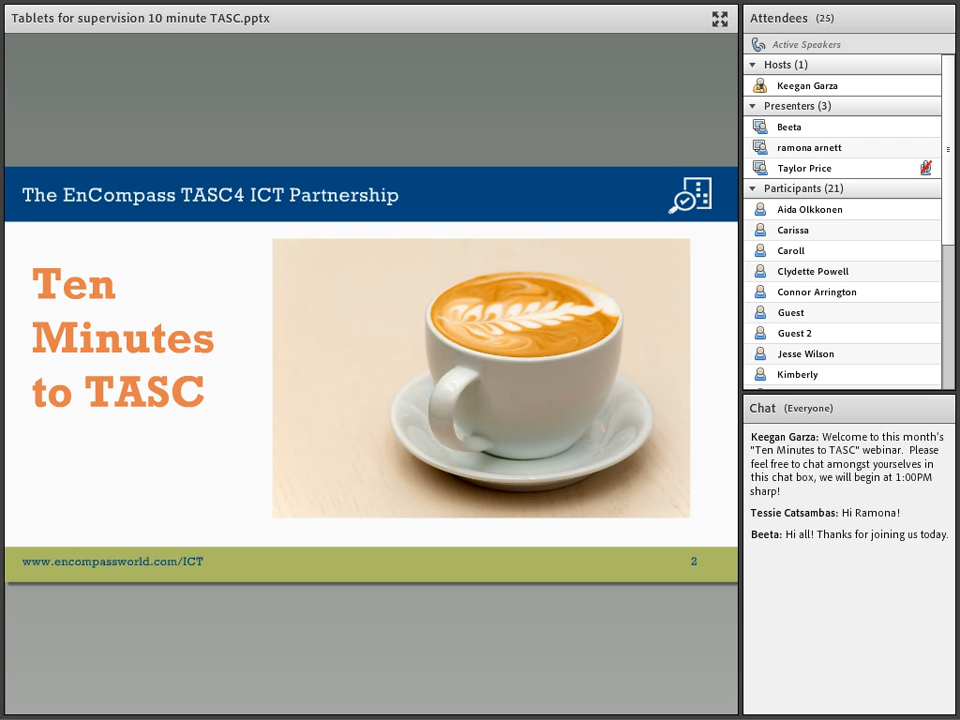 Tablets for supervision 10 minute TASC.pptx
The EnCompass TASC4 ICT Partnership
Ten
Minutes
to TASC
www.encompassworld.com/ICT
2
Attendees (25)
Active Speakers
Hosts (1)
Keegan Garza
Presenters (3)
Beeta
ramona arnett
Taylor Price
Participants (21)
Aida Olkkonen
Carissa
Caroll
Clydette Powell
Connor Arrington
Guest
Guest 2
Jesse Wilson
Kimberly
Chat (Everyone)
Keegan Garza: Welcome to this month's
"Ten Minutes to TASC" webinar. Please
feel free to chat amongst yourselves in
this chat box, we will begin at 1:00PM
sharp!
Tessie Catsambas: Hi Ramona!
Beeta: Hi all! Thanks for joining us today.